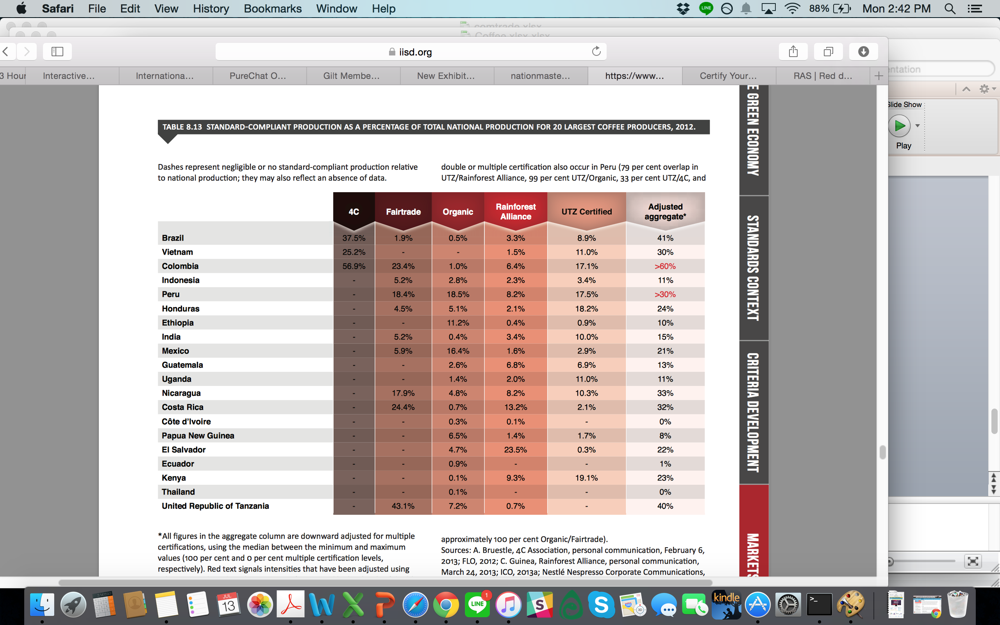 Safari File Edit View History Bookmarks Window Help LINE 88% Mon 2:42 PM
comtrade.xlsx
Coffee.xlsx.xlsx
iisd.org
3 Hour Interactive... Internationa... PureChat O... Gilt Membe... New Exhibit... nationmaste... https://www... Certify Your... RAS | Red d...
entation
Slide Show
Play
E GREEN ECONOMY
STANDARDS CONTEXT
CRITERIA DEVELOPMENT
MARKETS
TABLE 8.13 STANDARD-COMPLIANT PRODUCTION AS A PERCENTAGE OF TOTAL NATIONAL PRODUCTION FOR 20 LARGEST COFFEE PRODUCERS, 2012.
Dashes represent negligible or no standard-compliant production relative
to national production; they may also reflect an absence of data.
double or multiple certification also occur in Peru (79 per cent overlap in
UTZ/Rainforest Alliance, 99 per cent UTZ/Organic, 33 per cent UTZ/4C, and
4C Fairtrade Organic Rainforest Alliance UTZ Certified Adjusted aggregate*
Brazil 37.5% 1.9% 0.5% 3.3% 8.9% 41%
Vietnam 25.2% - - 1.5% 11.0% 30%
Colombia 56.9% 23.4% 1.0% 6.4% 17.1% >60%
Indonesia - 5.2% 2.8% 2.3% 3.4% 11%
Peru - 18.4% 18.5% 8.2% 17.5% >30%
Honduras - 4.5% 5.1% 2.1% 18.2% 24%
Ethiopia - - 11.2% 0.4% 0.9% 10%
India - 5.2% 0.4% 3.4% 10.0% 15%
Mexico - 5.9% 16.4% 1.6% 2.9% 21%
Guatemala - - 2.6% 6.8% 6.9% 13%
Uganda - - 1.4% 2.0% 11.0% 11%
Nicaragua - 17.9% 4.8% 8.2% 10.3% 33%
Costa Rica - 24.4% 0.7% 13.2% 2.1% 32%
Côte d’Ivoire - - 0.3% 0.1% - 0%
Papua New Guinea - - 6.5% 1.4% 1.7% 8%
El Salvador - - 4.7% 23.5% 0.3% 22%
Ecuador - - 0.9% - - 1%
Kenya - - 0.1% 9.3% 19.1% 23%
Thailand - - 0.1% - - 0%
United Republic of Tanzania - 43.1% 7.2% 0.7% - 40%
*All figures in the aggregate column are downward adjusted for multiple
certifications, using the median between the minimum and maximum
values (100 per cent and 0 per cent multiple certification levels,
respectively). Red text signals intensities that have been adjusted using
approximately 100 per cent Organic/Fairtrade).
Sources: A. Bruestle, 4C Association, personal communication, February 6,
2013; FLO, 2012; C. Guinea, Rainforest Alliance, personal communication,
March 24, 2013; ICO, 2013a; Nestlé Nespresso Corporate Communications,
JUL
13
LINE
1
280
3D
kindle
>_